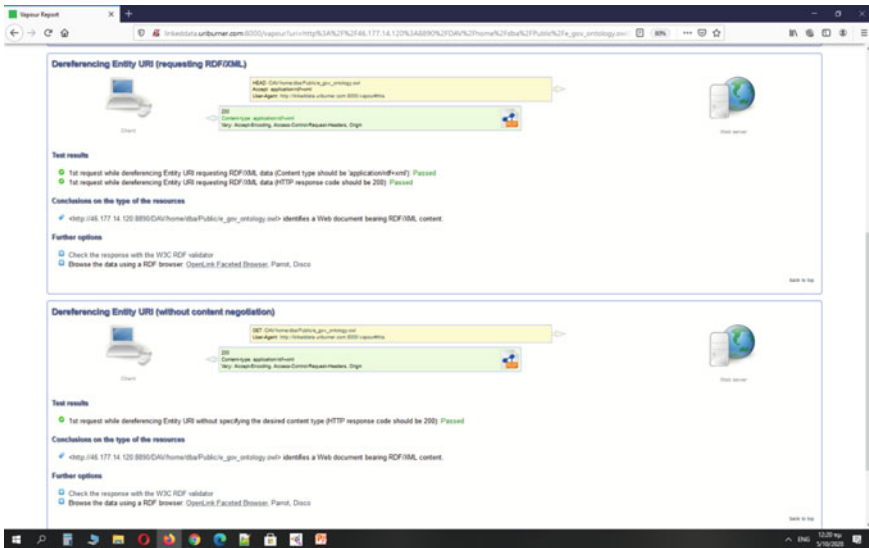 Vapour Report
linkeddata.uriburner.com:8000/vapour?uri=http%3A%2F%2F46.177.14.120%3A8890%2FDAV%2Fhome%2Fdba%2FPublic%2Fe_gov_ontology.owl
80%
Dereferencing Entity URI (requesting RDF/XML)
HEAD /DAV/home/dba/Public/e_gov_ontology.owl
Accept: application/rdf+xml
User-Agent: http://linkeddata.uriburner.com:8000/vapour#this
200
Content-type: application/rdf+xml
Vary: Accept-Encoding, Access-Control-Request-Headers, Origin
Client
Web server
Test results
1st request while dereferencing Entity URI requesting RDF/XML data (Content type should be 'application/rdf+xml'): Passed
1st request while dereferencing Entity URI requesting RDF/XML data (HTTP response code should be 200): Passed
Conclusions on the type of the resources
<http://46.177.14.120:8890/DAV/home/dba/Public/e_gov_ontology.owl> identifies a Web document bearing RDF/XML content.
Further options
Check the response with the W3C RDF validator
Browse the data using a RDF browser: OpenLink Faceted Browser, Parrot, Disco
back to top
Dereferencing Entity URI (without content negotiation)
GET /DAV/home/dba/Public/e_gov_ontology.owl
User-Agent: http://linkeddata.uriburner.com:8000/vapour#this
200
Content-type: application/rdf+xml
Vary: Accept-Encoding, Access-Control-Request-Headers, Origin
Client
Web server
Test results
1st request while dereferencing Entity URI without specifying the desired content type (HTTP response code should be 200): Passed
Conclusions on the type of the resources
<http://46.177.14.120:8890/DAV/home/dba/Public/e_gov_ontology.owl> identifies a Web document bearing RDF/XML content.
Further options
Check the response with the W3C RDF validator
Browse the data using a RDF browser: OpenLink Faceted Browser, Parrot, Disco
back to top
ENG
12:20 πμ
5/10/2020